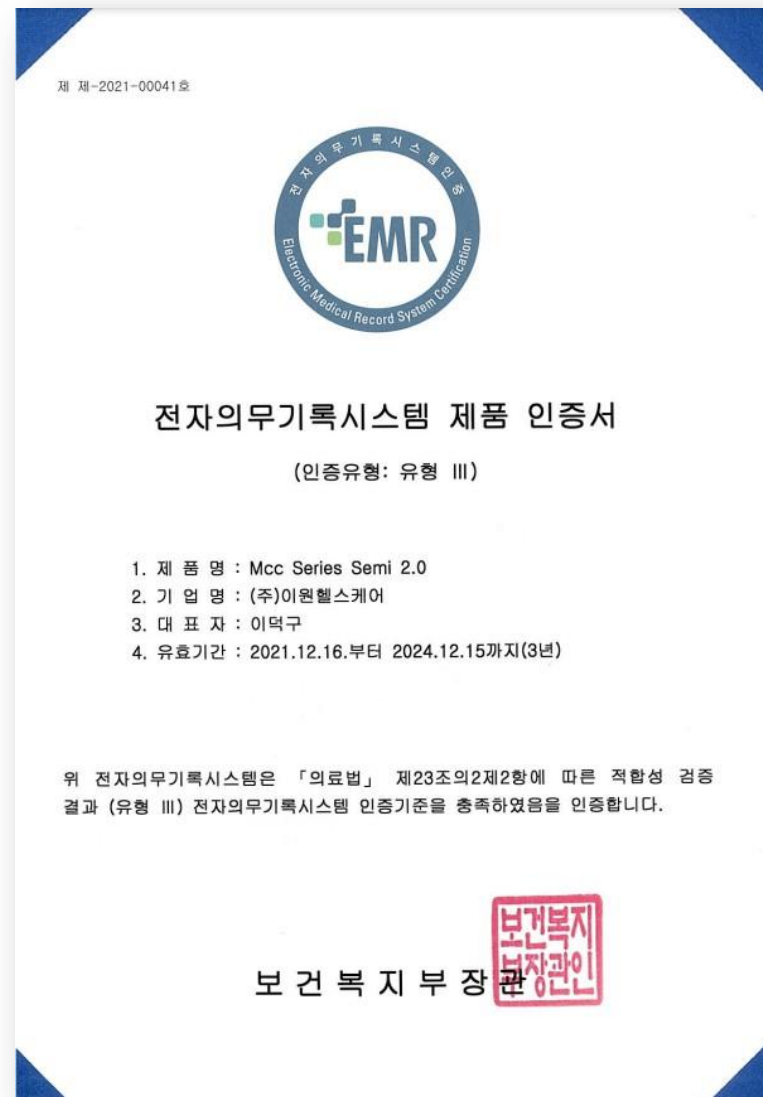 제 제-2021-00041호
전자의무기록시스템인증
EMR
Electronic Medical Record System Certification
전자의무기록시스템 제품 인증서
(인증유형: 유형 III)
1. 제 품 명 : Mcc Series Semi 2.0
2. 기 업 명 : (주)이원헬스케어
3. 대 표 자 : 이덕구
4. 유효기간 : 2021.12.16.부터 2024.12.15까지(3년)
위 전자의무기록시스템은 「의료법」 제23조의2제2항에 따른 적합성 검증
결과 (유형 III) 전자의무기록시스템 인증기준을 충족하였음을 인증합니다.
보건복지부장관
보건복지
부장관인